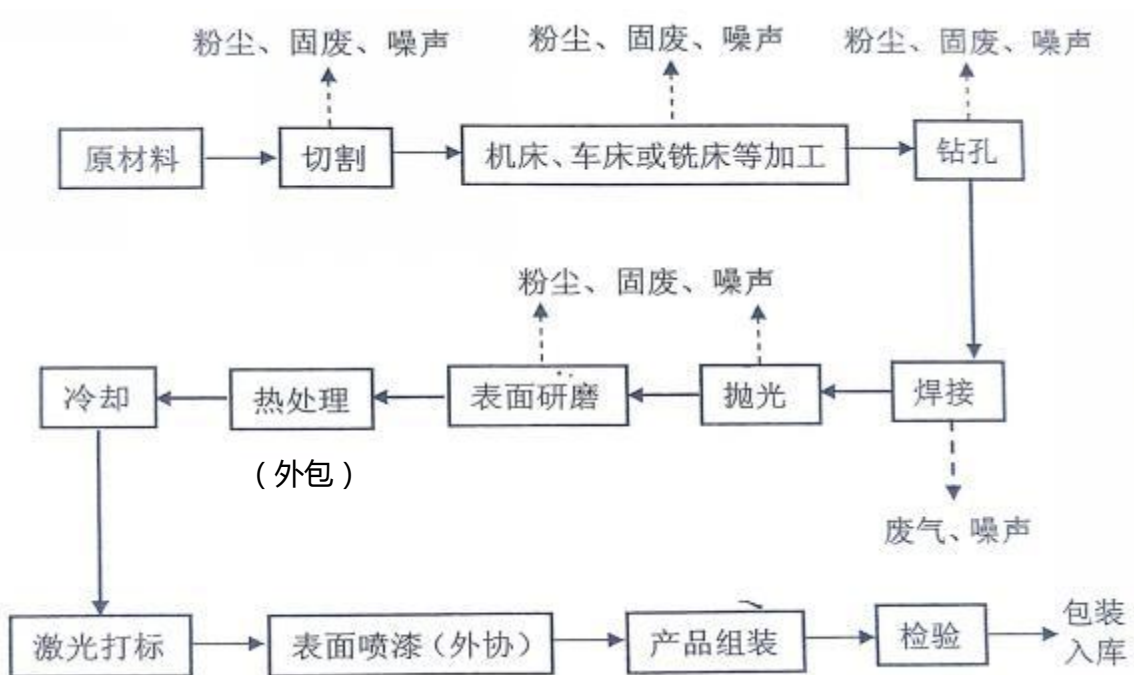 粉尘、固废、噪声
粉尘、固废、噪声
粉尘、固废、噪声
原材料
切割
机床、车床或铣床等加工
钻孔
粉尘、固废、噪声
冷却
热处理
表面研磨
抛光
焊接
（外包）
废气、噪声
激光打标
表面喷漆（外协）
产品组装
检验
包装
入库